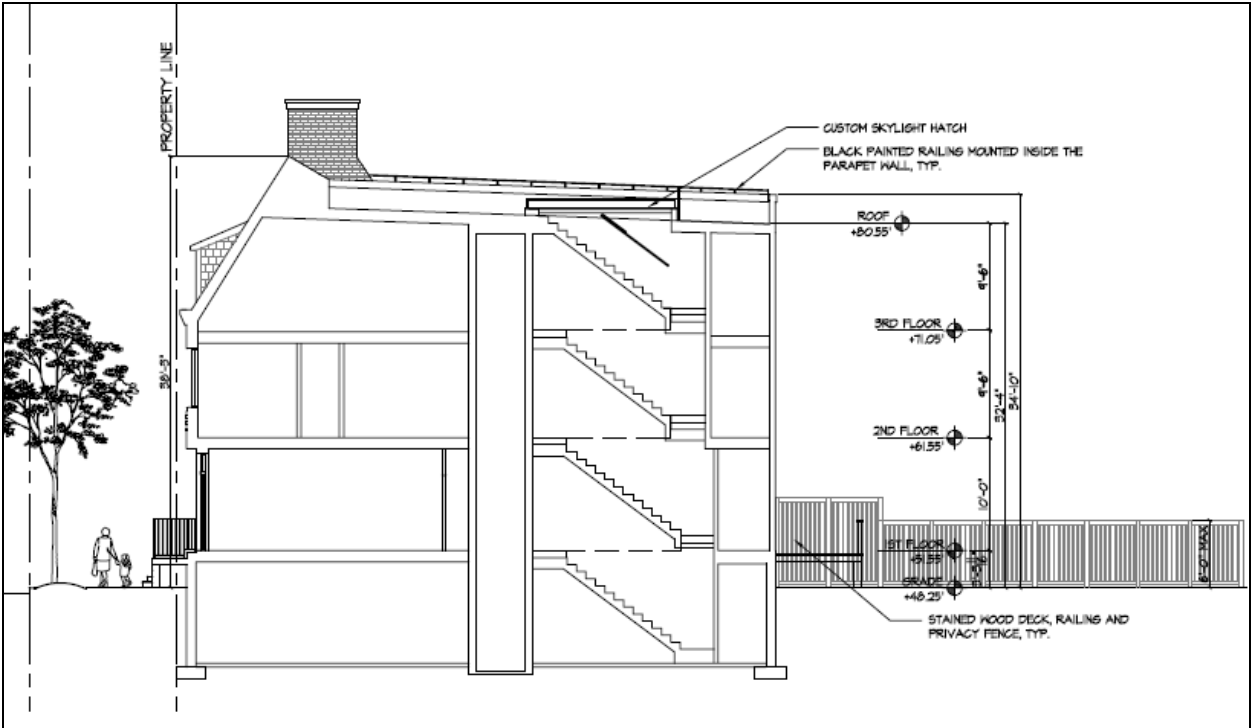 PROPERTY LINE
CUSTOM SKYLIGHT HATCH
BLACK PAINTED RAILING MOUNTED INSIDE THE
PARAPET WALL, TYP.
ROOF
+80.55'
9'-6"
3RD FLOOR
+71.05'
38'-3"
9'-6"
32'-4"
34'-10"
2ND FLOOR
+61.55'
10'-0"
1ST FLOOR
+51.55'
6'-0" MAX
GRADE
+48.25'
STAINED WOOD DECK, RAILING AND
PRIVACY FENCE, TYP.